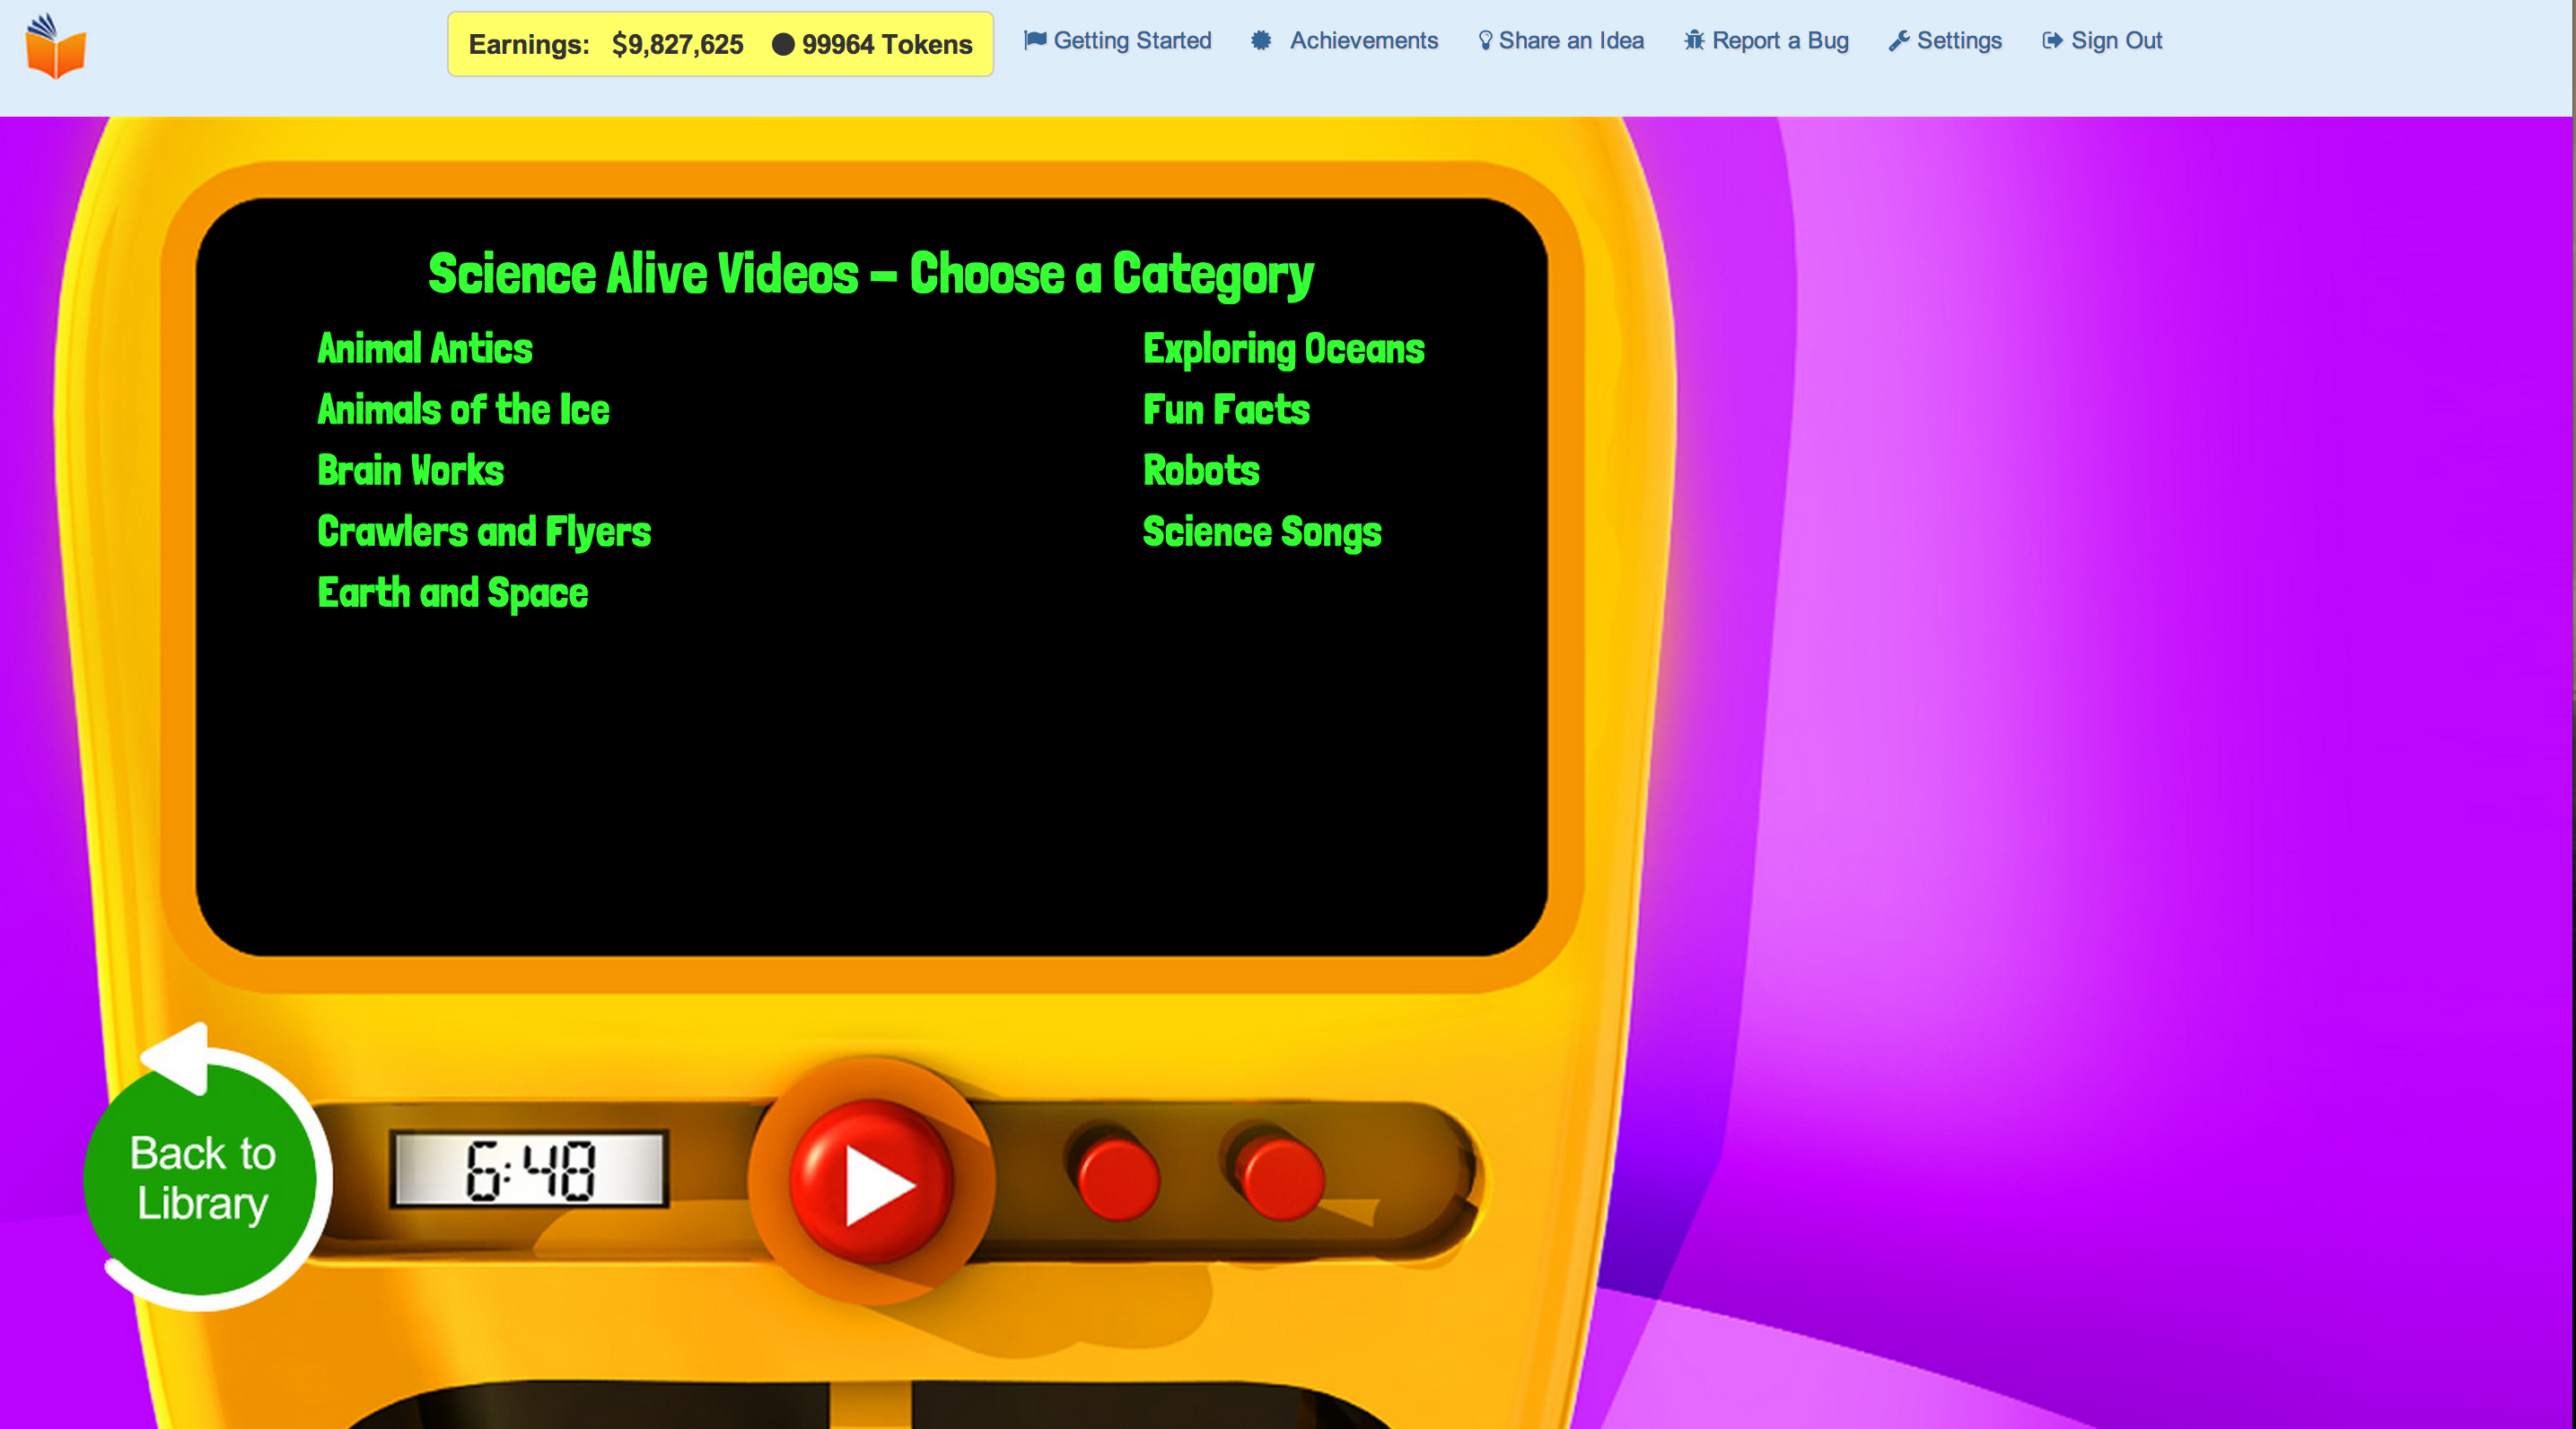 Earnings: $9,827,625 99964 Tokens Getting Started Achievements Share an Idea Report a Bug Settings Sign Out
Science Alive Videos – Choose a Category
Animal Antics
Animals of the Ice
Brain Works
Crawlers and Flyers
Earth and Space
Exploring Oceans
Fun Facts
Robots
Science Songs
Back to
Library
6:48